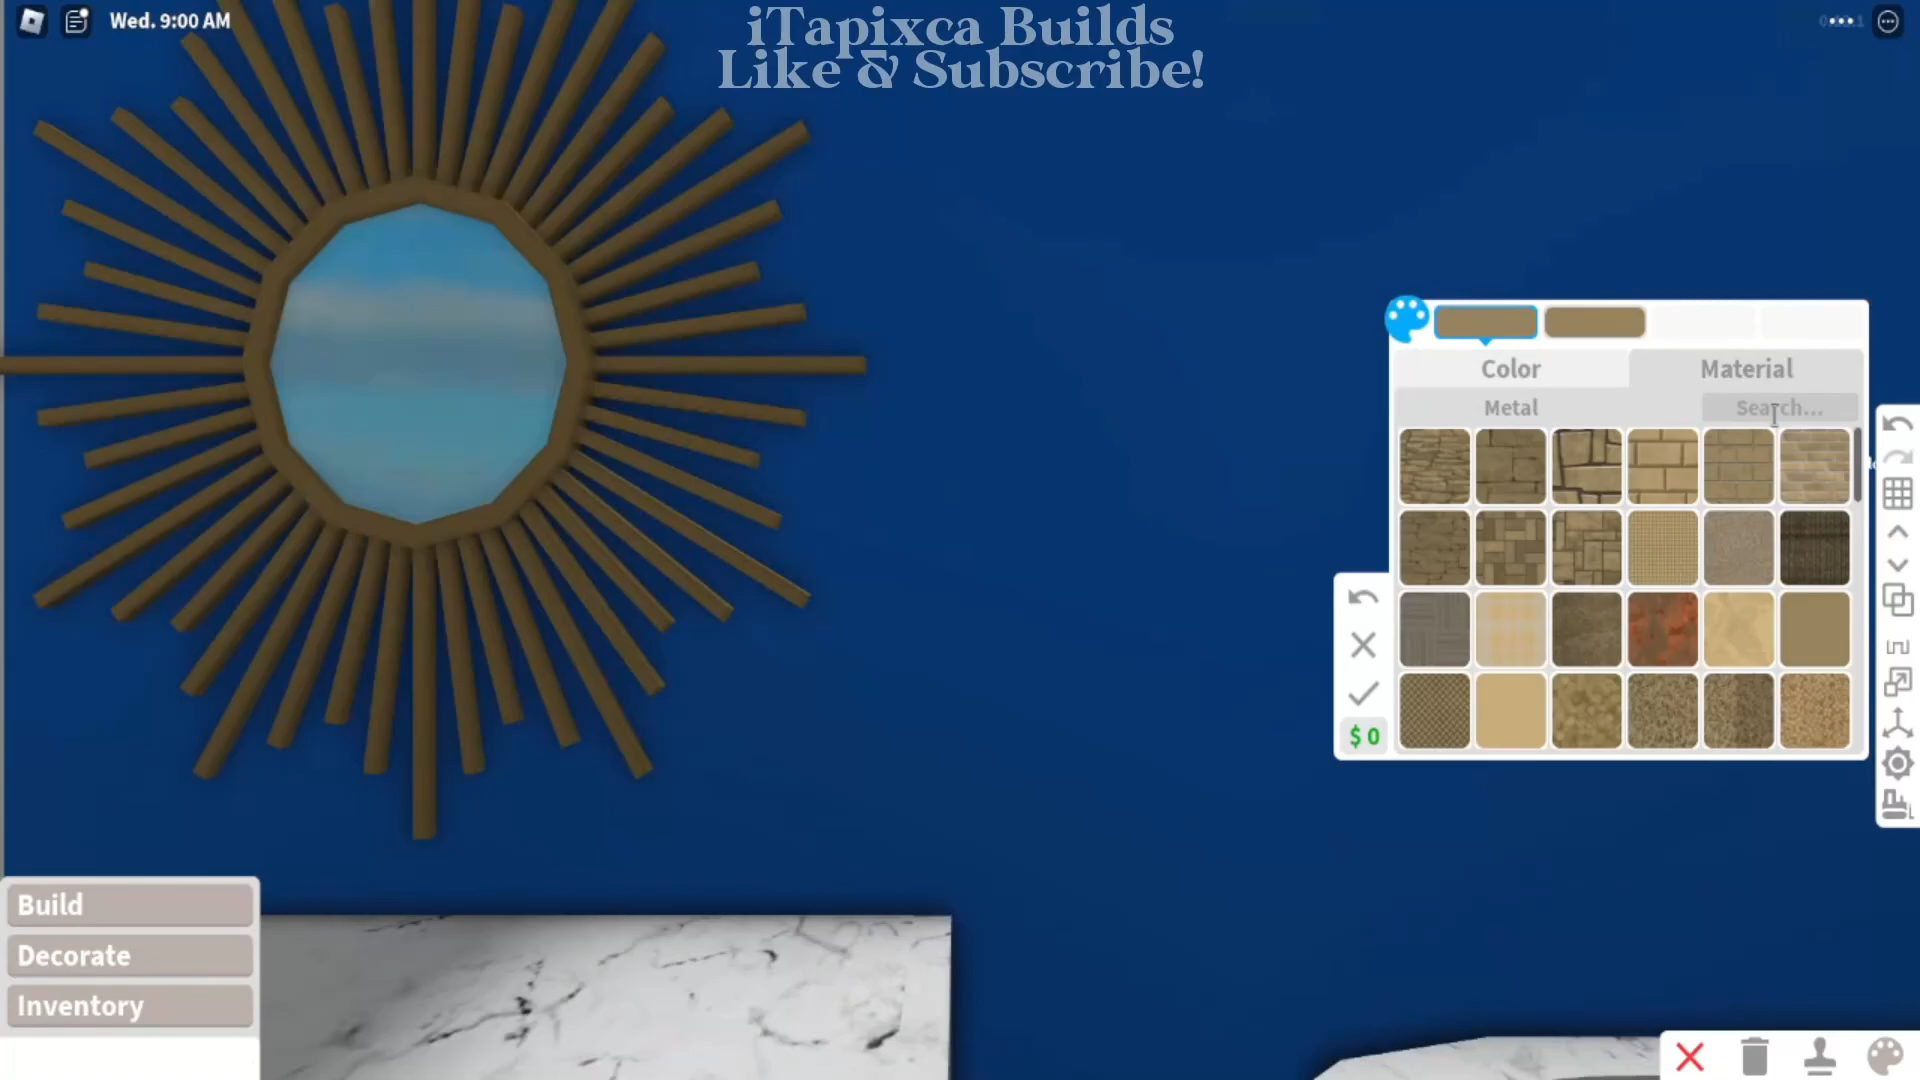 Wed. 9:00 AM
iTapixca Builds
Like & Subscribe!
Color
Material
Metal
Search...
$ 0
Build
Decorate
Inventory